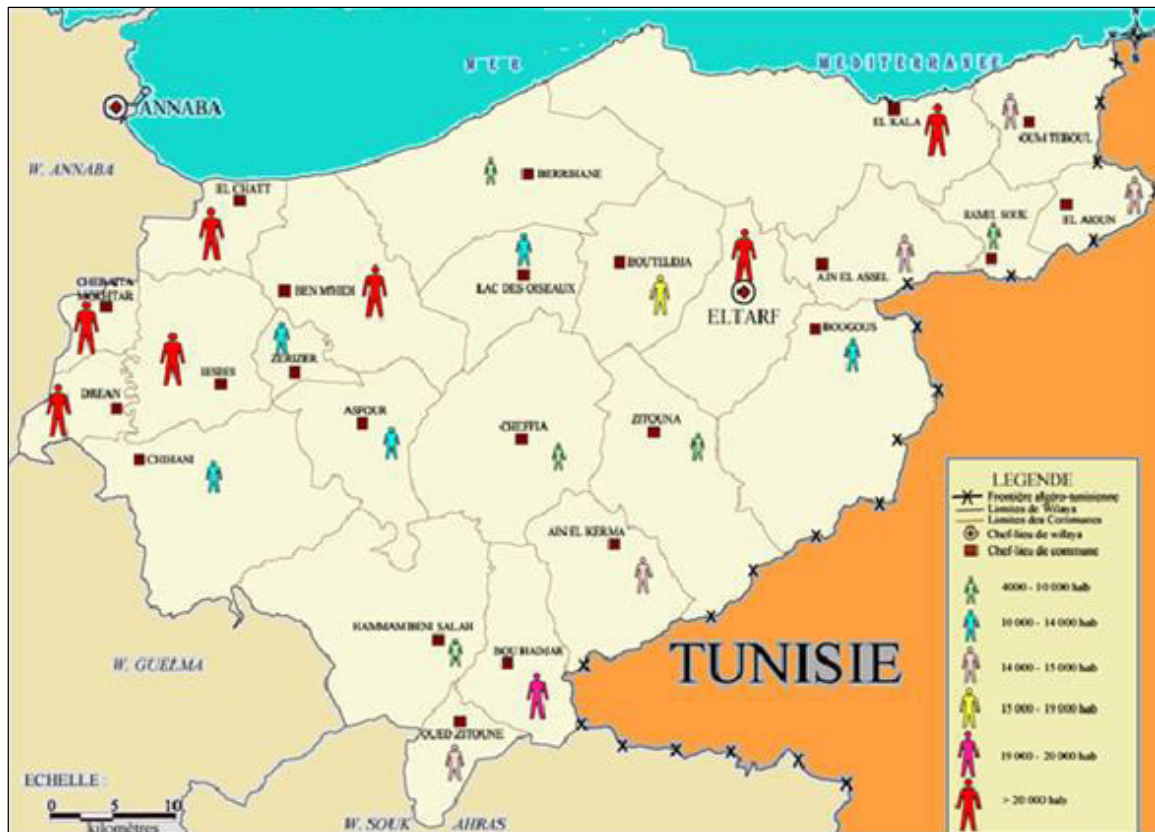 MER MEDITERRANEE
ANNABA
W. ANNABA
EL KALA
OUM TEBOUL
BERRIHANE
EL CHATT
RAMEL SOUK
EL AIOUN
BOUTELDJA
AIN EL ASSEL
LAC DES OISEAUX
BEN M'HIDI
MOKHTAR
ELTARF
BOUGOUS
ZERIZER
DREAN
ASFOUR
CHEFFIA
ZITOUNA
CHIHANI
AIN EL KERMA
HAMMAM BENI SALAH
BOUHADJAR
W. GUELMA
OUED ZITOUNE
TUNISIE
W. SOUK AHRAS
ECHELLE :
0 5 10
kilomètres
LEGENDE
Frontière algéro-tunisienne
Limites de Wilaya
Limites des Communes
Chef-lieu de wilaya
Chef-lieu de commune
4000 - 10 000 hab
10 000 - 14 000 hab
14 000 - 15 000 hab
15 000 - 19 000 hab
19 000 - 20 000 hab
> 20 000 hab